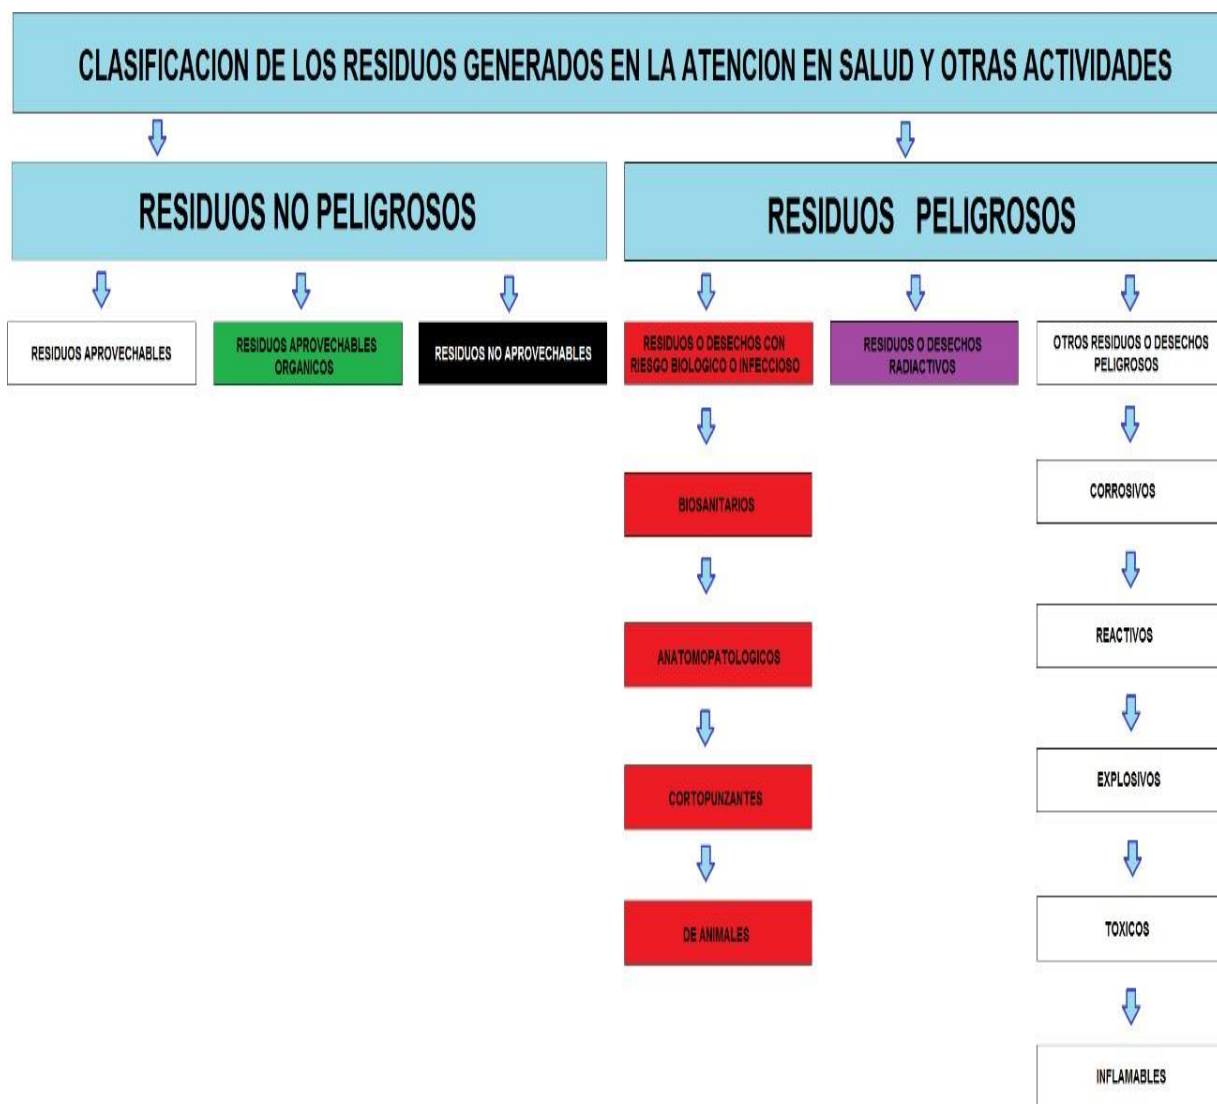 CLASIFICACION DE LOS RESIDUOS GENERADOS EN LA ATENCION EN SALUD Y OTRAS ACTIVIDADES
RESIDUOS NO PELIGROSOS
RESIDUOS PELIGROSOS
RESIDUOS APROVECHABLES
RESIDUOS APROVECHABLES
ORGANICOS
RESIDUOS NO APROVECHABLES
RESIDUOS O DESECHOS CON
RIESGO BIOLOGICO O INFECCIOSO
RESIDUOS O DESECHOS
RADIACTIVOS
OTROS RESIDUOS O DESECHOS
PELIGROSOS
BIOSANITARIOS
ANATOMOPATOLOGICOS
CORTOPUNZANTES
DE ANIMALES
CORROSIVOS
REACTIVOS
EXPLOSIVOS
TOXICOS
INFLAMABLES